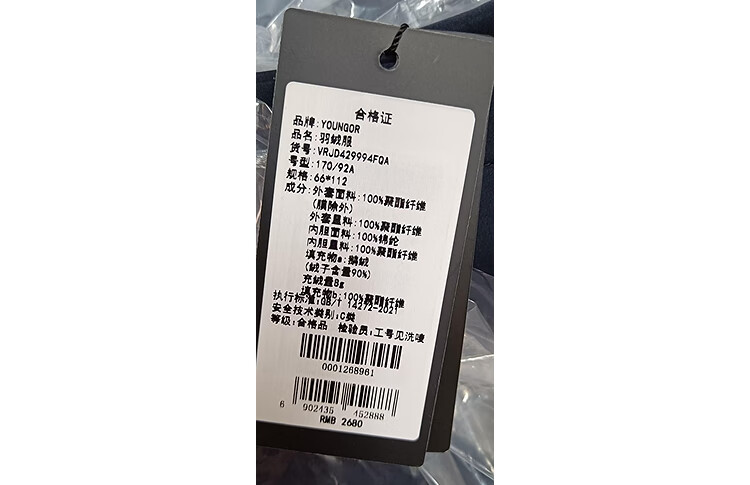 合格证
品牌:YOUNGOR
品名:羽绒服
货号:VRJD429994FQA
号型:170/92A
规格:66*112
成分:外套面料:100%聚酯纤维
(膜除外)
外套里料:100%聚酯纤维
内胆面料:100%锦纶
内胆里料:100%聚酯纤维
填充物a:鹅绒
(绒子含量90%)
充绒量8g
填充物b:100%聚酯纤维
执行标准:GB/T 14272-2021
安全技术类别:C类
等级:合格品 检验员:工号见洗唛
0001268961
6 902435 452888
RMB 2680